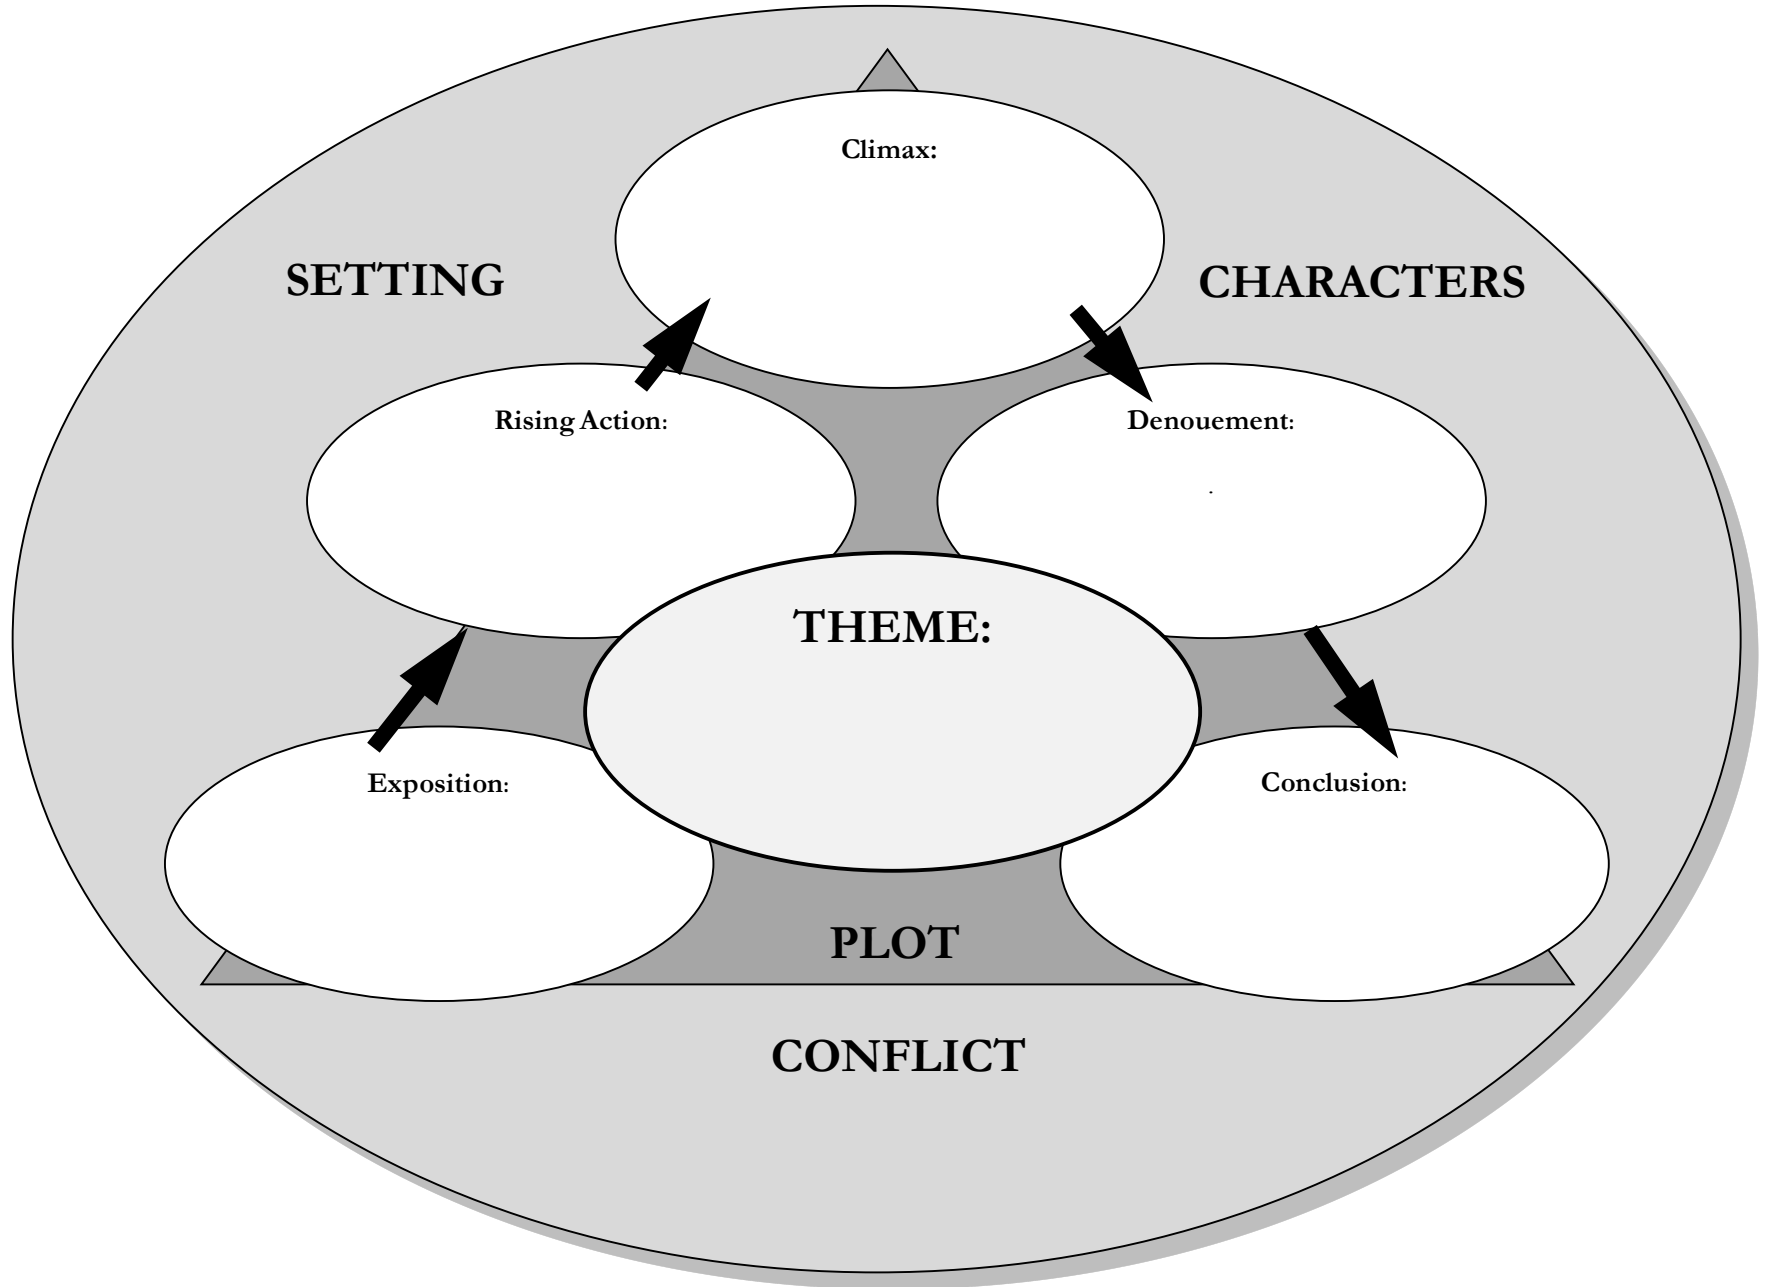 Climax:
SETTING
CHARACTERS
Rising Action:
Denouement:
.
THEME:
Exposition:
Conclusion:
PLOT
CONFLICT